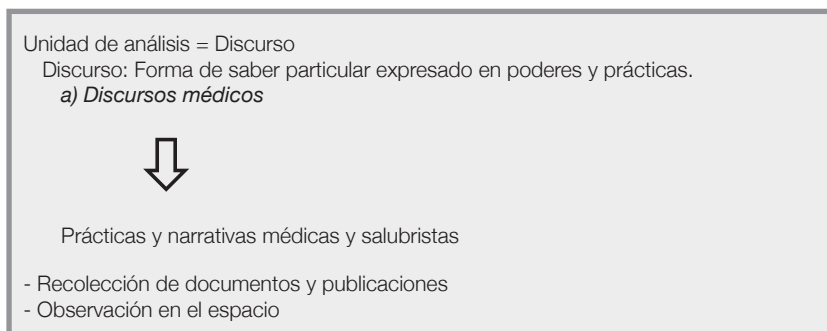 Unidad de análisis = Discurso
Discurso: Forma de saber particular expresado en poderes y prácticas.
a) Discursos médicos
Prácticas y narrativas médicas y salubristas
- Recolección de documentos y publicaciones
- Observación en el espacio